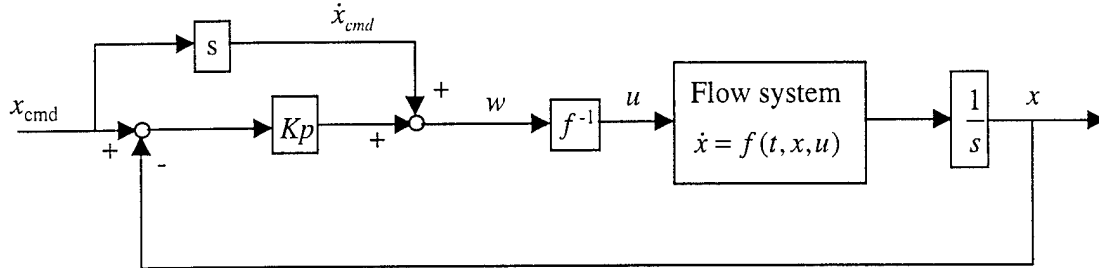 ẋ_cmd
s
+
x_cmd
+
-
Kp
+
w
f⁻¹
u
Flow system
ẋ = f(t, x, u)
1
s
x